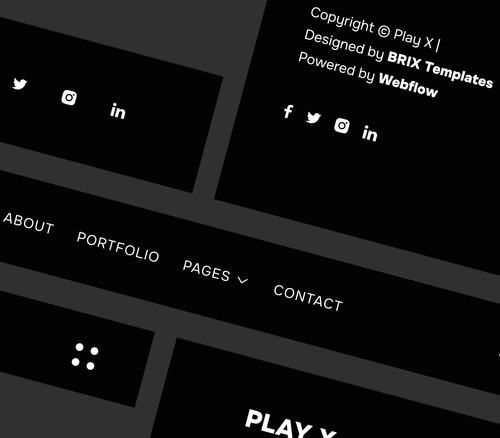 Copyright © Play X |
Designed by BRIX Templates
Powered by Webflow
ABOUT PORTFOLIO PAGES CONTACT
PLAY X